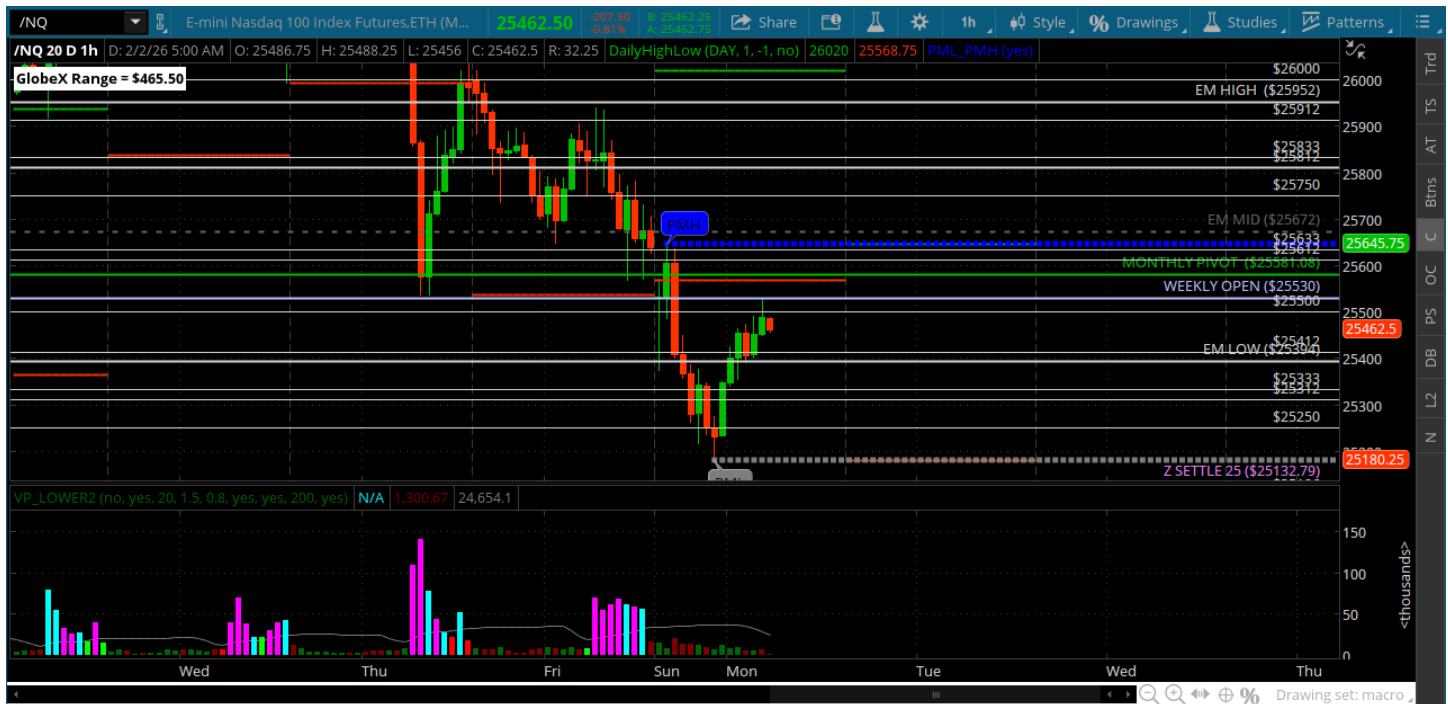 /NQ E-mini Nasdaq 100 Index Futures,ETH (M... 25462.50 -207.50 -0.81% B: 25462.25 A: 25462.75 Share 1h Style Drawings Studies Patterns
/NQ 20 D 1h D: 2/2/26 5:00 AM O: 25486.75 H: 25488.25 L: 25456 C: 25462.5 R: 32.25 DailyHighLow (DAY, 1, -1, no) 26020 25568.75 PML_PMH (yes)
GlobeX Range = $465.50
$26000
26000
EM HIGH ($25952)
$25912
25900
$25833
$25812
25800
$25750
25700
EM MID ($25672)
PMH
$25633
25645.75
$25612
MONTHLY PIVOT ($25581.08)
25600
WEEKLY OPEN ($25530)
$25500
25500
25462.5
$25412
EM LOW ($25394)
25400
$25333
$25312
25300
$25250
25180.25
Z SETTLE 25 ($25132.79)
Trd
TS
AT
Btns
C
OC
PS
DB
L2
N
VP_LOWER2 (no, yes, 20, 1.5, 0.8, yes, yes, 200, yes) N/A 1,300.67 24,654.1
150
100
50
0
<thousands>
Wed Thu Fri Sun Mon Tue Wed Thu
Drawing set: macro